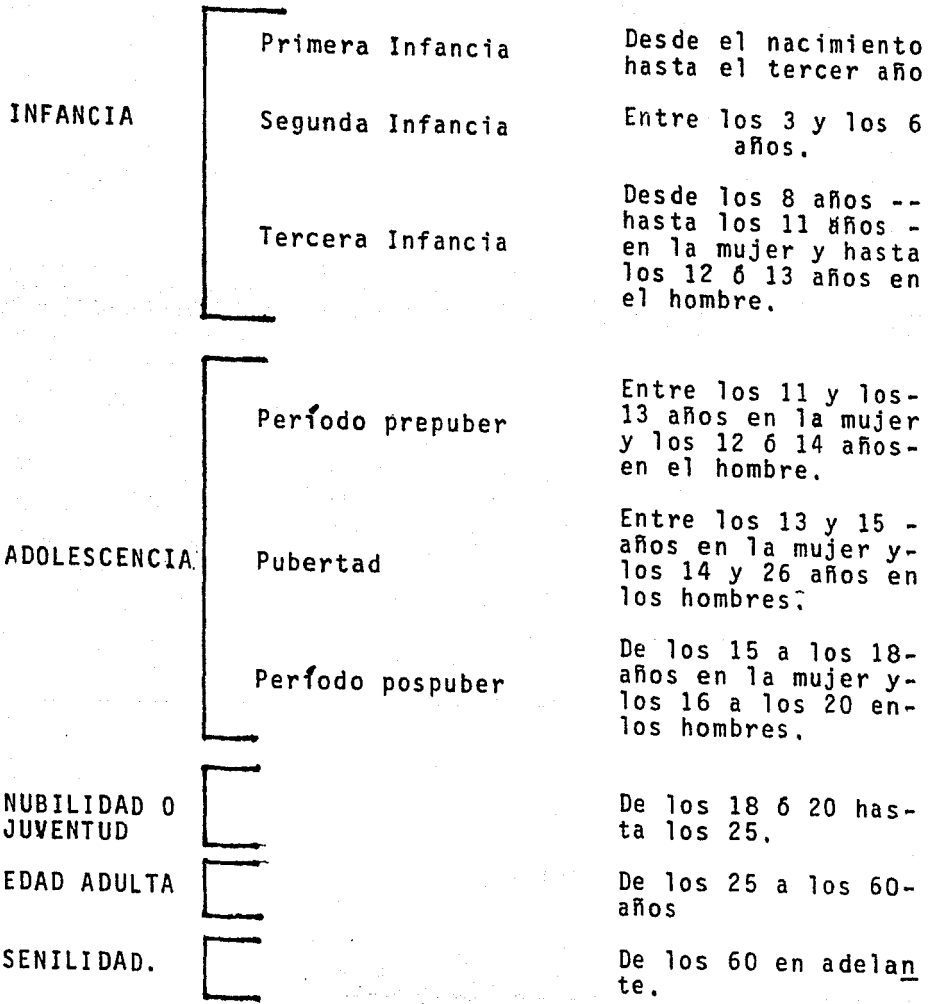 INFANCIA
Primera Infancia
Desde el nacimiento
hasta el tercer año
Segunda Infancia
Entre los 3 y los 6
años.
Tercera Infancia
Desde los 8 años --
hasta los 11 años -
en la mujer y hasta
los 12 ó 13 años en
el hombre.
ADOLESCENCIA.
Período prepuber
Entre los 11 y los-
13 años en la mujer
y los 12 ó 14 años-
en el hombre.
Pubertad
Entre los 13 y 15 -
años en la mujer y-
los 14 y 26 años en
los hombres.
Período pospuber
De los 15 a los 18-
años en la mujer y-
los 16 a los 20 en-
los hombres.
NUBILIDAD O
JUVENTUD
De los 18 ó 20 has-
ta los 25.
EDAD ADULTA
De los 25 a los 60-
años
SENILIDAD.
De los 60 en adelan
te.